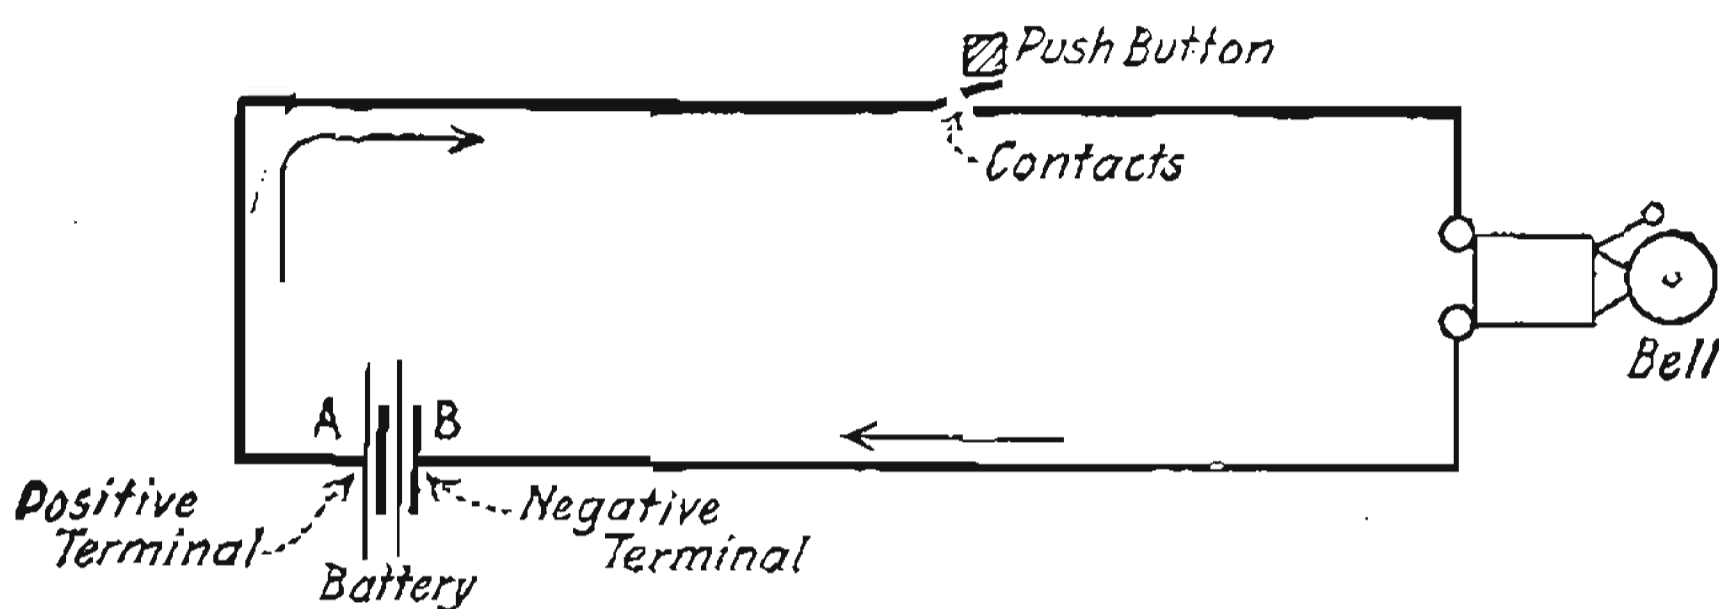 Push Button
Contacts
Bell
A
B
Positive
Terminal
Negative
Terminal
Battery